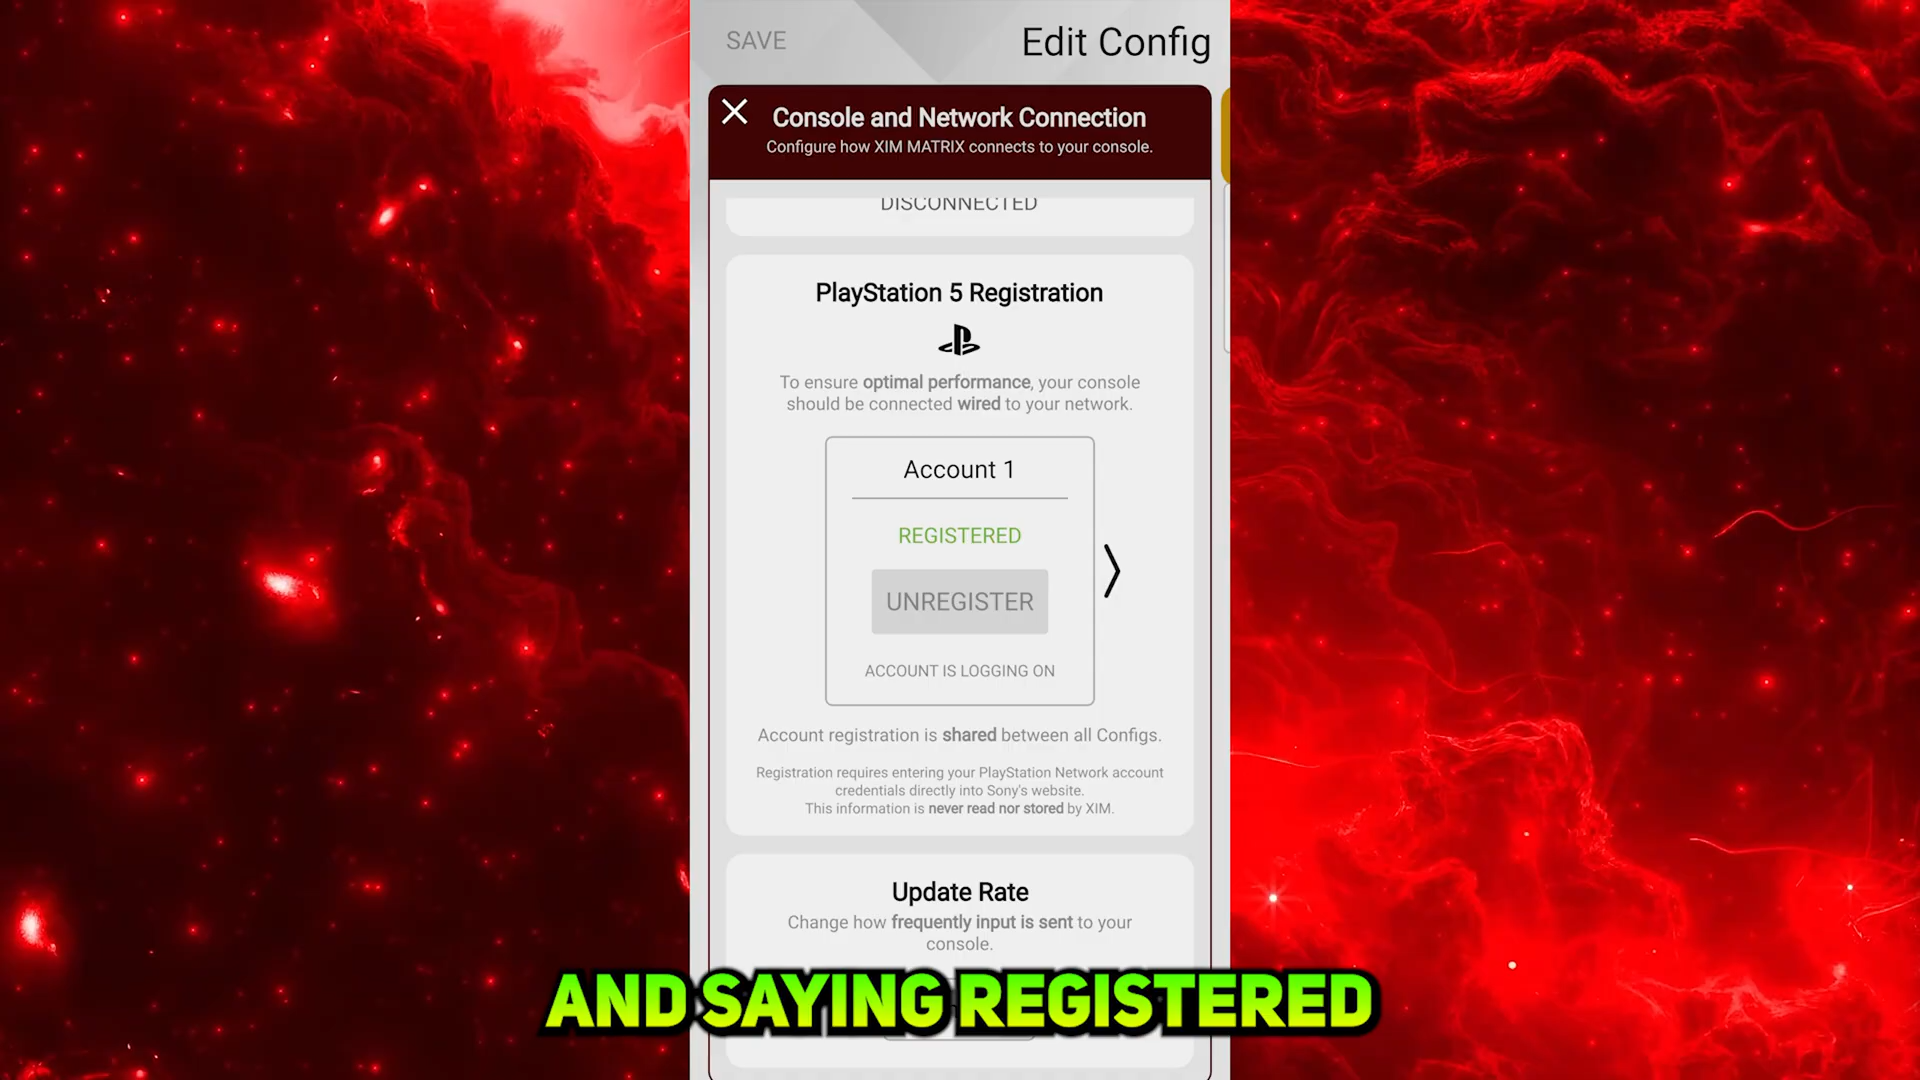 SAVE
Edit Config
Console and Network Connection
Configure how XIM MATRIX connects to your console.
DISCONNECTED
PlayStation 5 Registration
To ensure optimal performance, your console
should be connected wired to your network.
Account 1
REGISTERED
UNREGISTER
ACCOUNT IS LOGGING ON
Account registration is shared between all Configs.
Registration requires entering your PlayStation Network account
credentials directly into Sony's website.
This information is never read nor stored by XIM.
Update Rate
Change how frequently input is sent to your
console.
AND SAYING REGISTERED